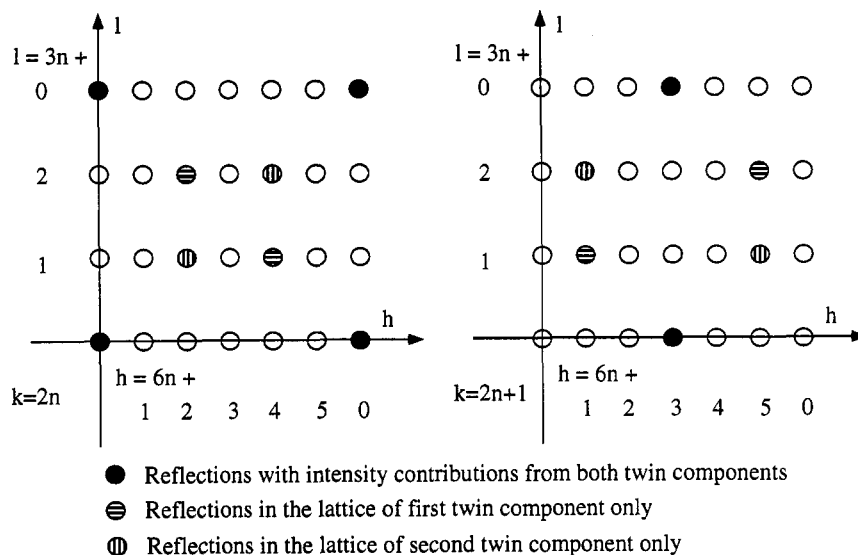 l
l = 3n +
0
2
1
h
h = 6n +
k=2n
1 2 3 4 5 0
l
l = 3n +
0
2
1
h
h = 6n +
k=2n+1
1 2 3 4 5 0
Reflections with intensity contributions from both twin components
Reflections in the lattice of first twin component only
Reflections in the lattice of second twin component only